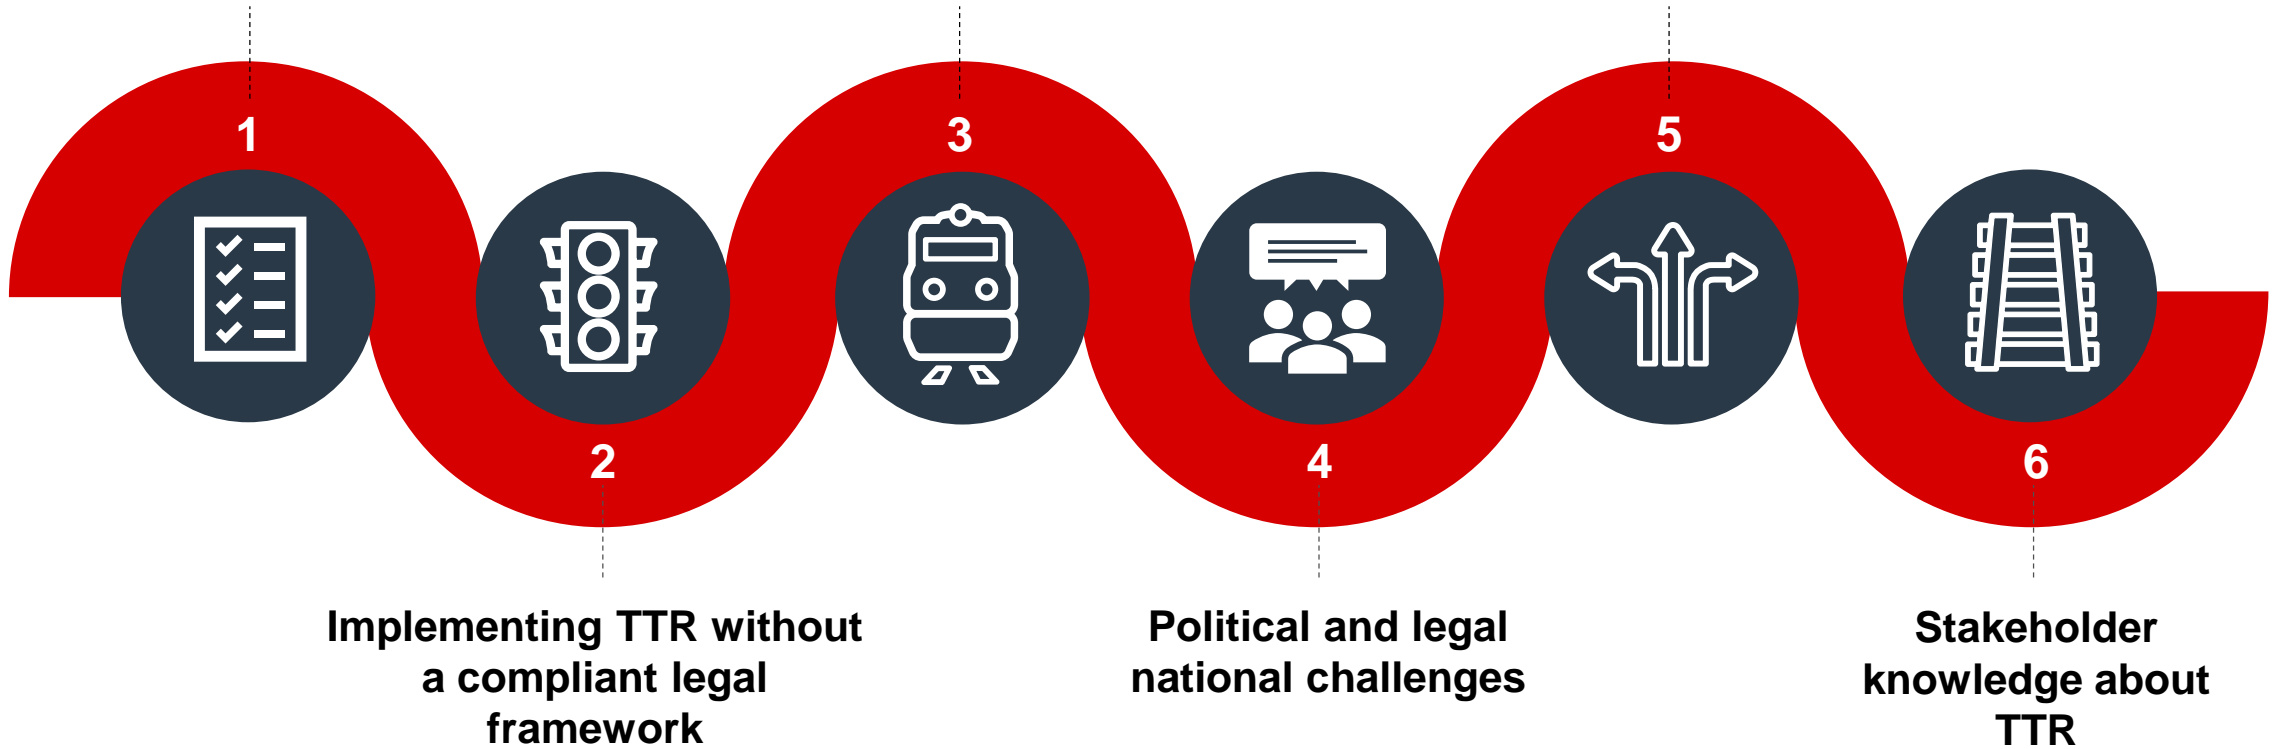 1
3
5
2
4
6
Implementing TTR without
a compliant legal
framework
Political and legal
national challenges
Stakeholder
knowledge about
TTR